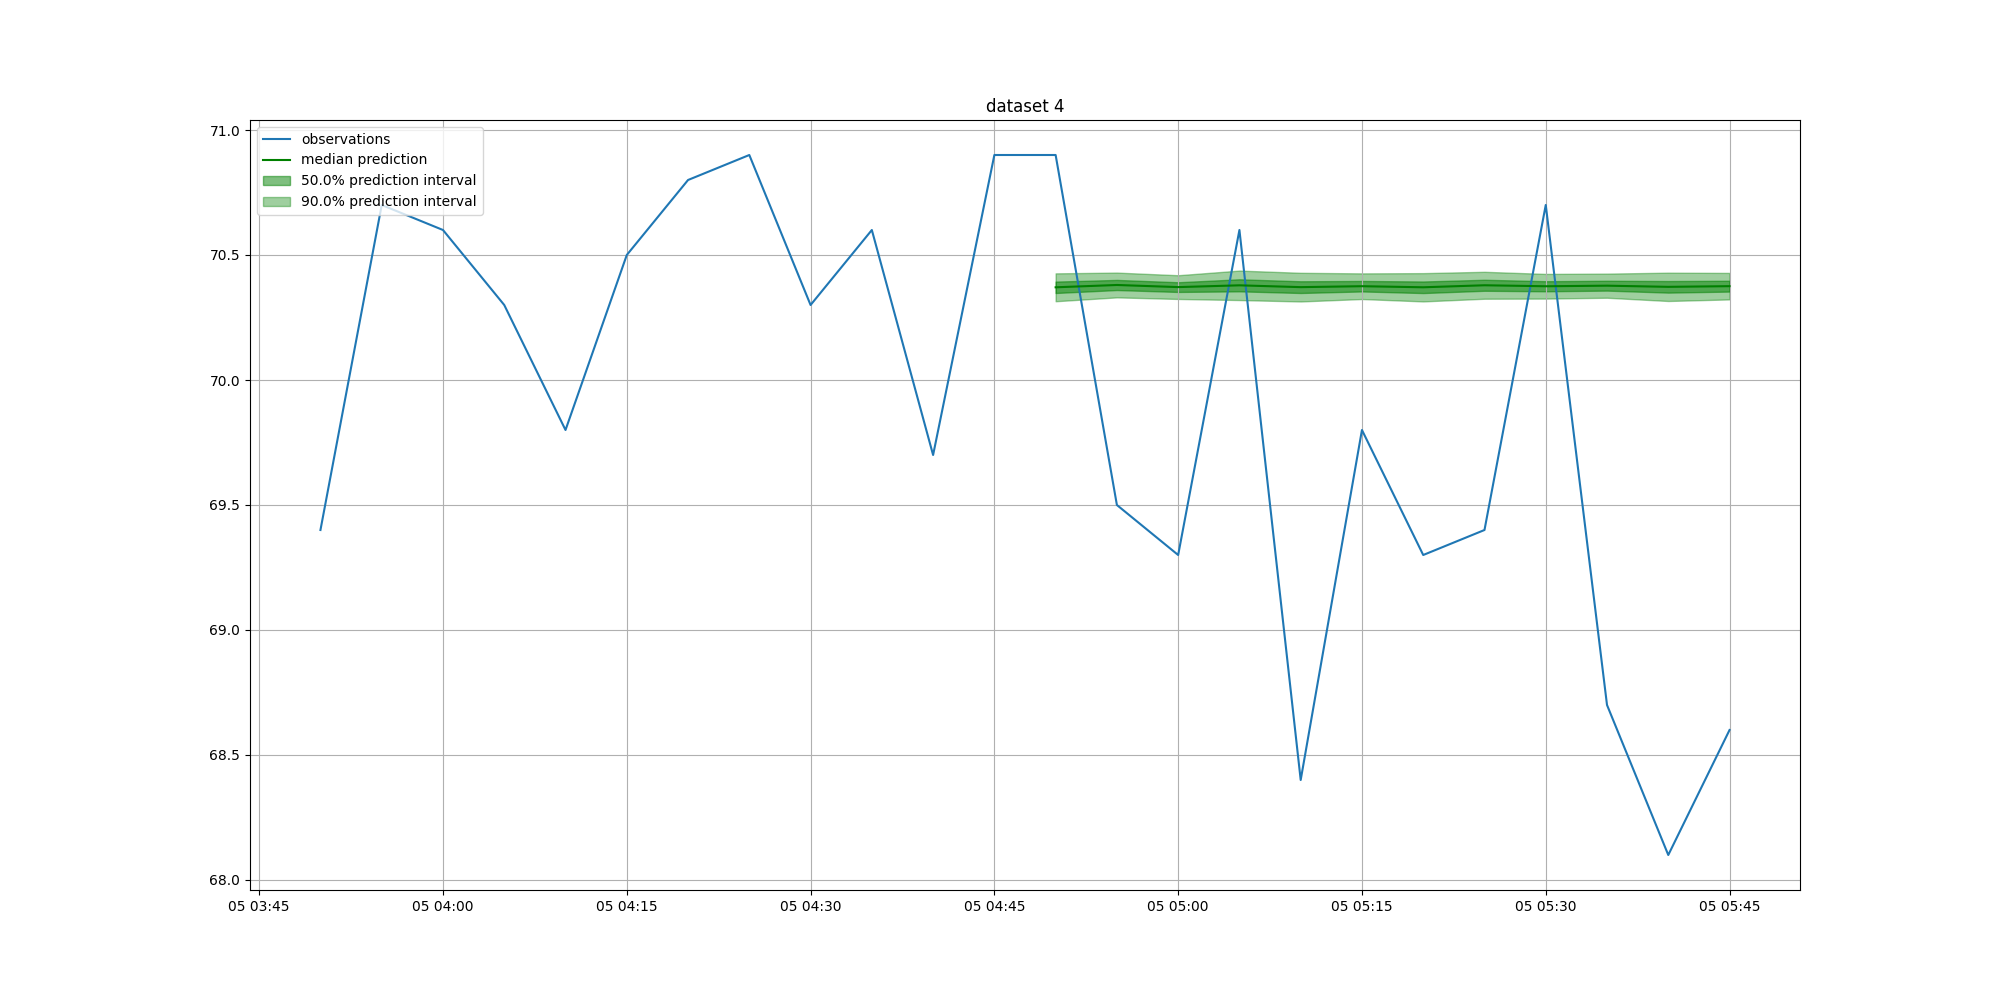 dataset 4
71.0
70.5
70.0
69.5
69.0
68.5
68.0
observations
median prediction
50.0% prediction interval
90.0% prediction interval
05 03:45 05 04:00 05 04:15 05 04:30 05 04:45 05 05:00 05 05:15 05 05:30 05 05:45